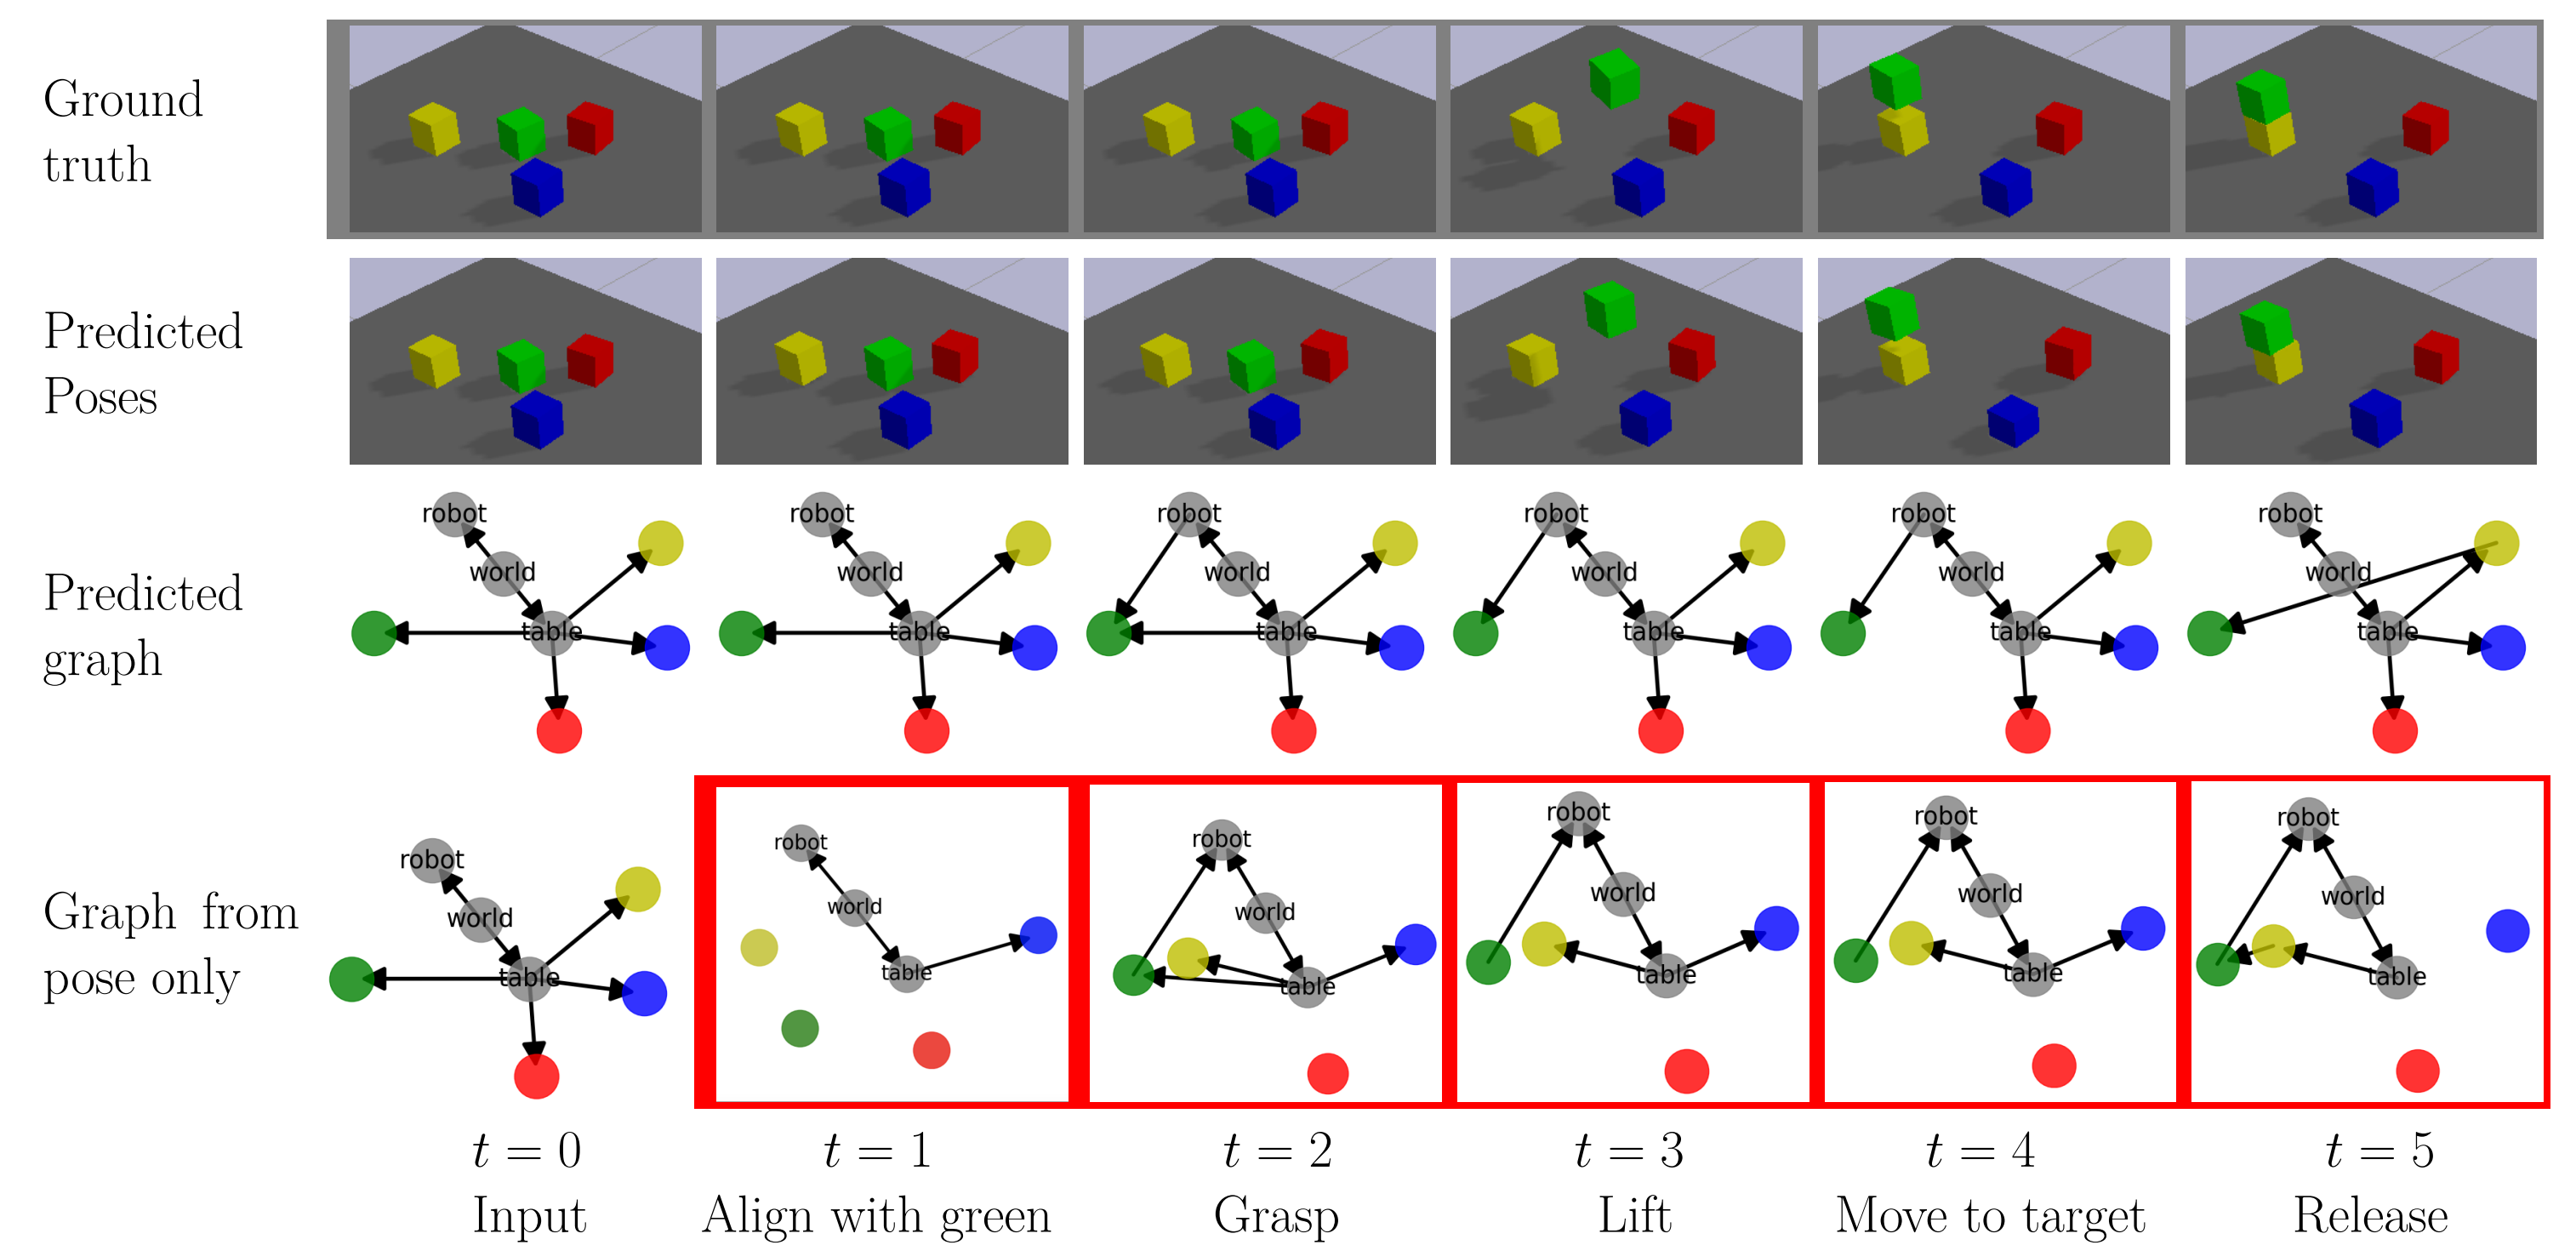 Ground
truth
Predicted
Poses
robot robot robot robot robot robot
world world world world world world
table table table table table table
Predicted
graph
robot robot robot robot robot robot
world world world world world world
table table table table table table
Graph from
pose only
t = 0 t = 1 t = 2 t = 3 t = 4 t = 5
Input Align with green Grasp Lift Move to target Release